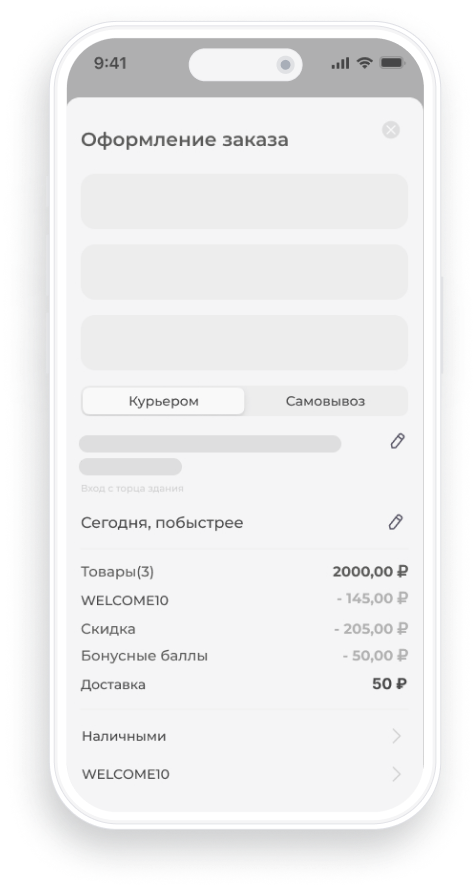 9:41
Оформление заказа
Курьером Самовывоз
Вход с торца здания
Сегодня, побыстрее
Товары(3) 2000,00 ₽
WELCOME10 - 145,00 ₽
Скидка - 205,00 ₽
Бонусные баллы - 50,00 ₽
Доставка 50 ₽
Наличными
WELCOME10